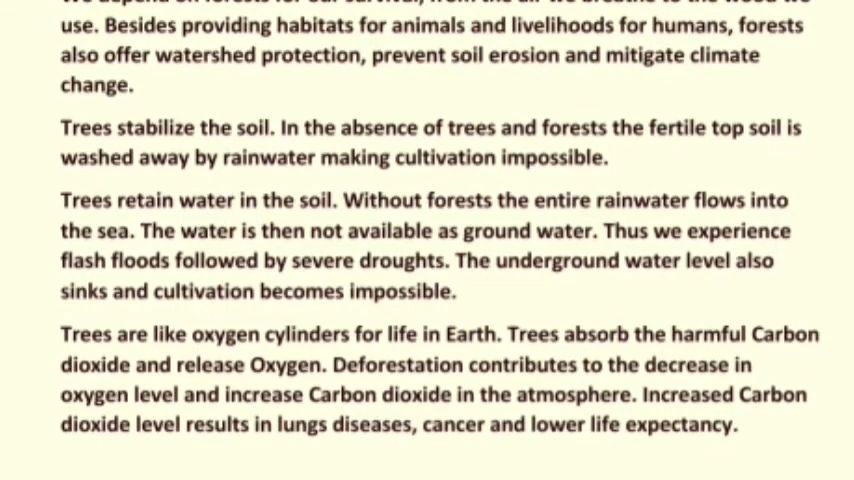 use. Besides providing habitats for animals and livelihoods for humans, forests
also offer watershed protection, prevent soil erosion and mitigate climate
change.
Trees stabilize the soil. In the absence of trees and forests the fertile top soil is
washed away by rainwater making cultivation impossible.
Trees retain water in the soil. Without forests the entire rainwater flows into
the sea. The water is then not available as ground water. Thus we experience
flash floods followed by severe droughts. The underground water level also
sinks and cultivation becomes impossible.
Trees are like oxygen cylinders for life in Earth. Trees absorb the harmful Carbon
dioxide and release Oxygen. Deforestation contributes to the decrease in
oxygen level and increase Carbon dioxide in the atmosphere. Increased Carbon
dioxide level results in lungs diseases, cancer and lower life expectancy.